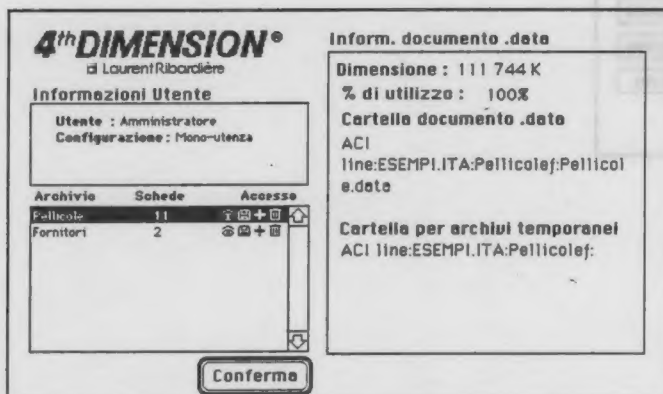 4th DIMENSION®
di Laurent Ribardière
Informazioni Utente
Utente : Amministratore
Configurazione : Mono-utenza
Archivio Schede Accesso
Pellicole 11
Fornitori 2
Conferma
Inform. documento .data
Dimensione : 111 744 K
% di utilizzo : 100%
Cartella documento .data
ACI
line:ESEMPI.ITA:Pellicolef:Pellicol
e.data
Cartella per archivi temporanei
ACI line:ESEMPI.ITA:Pellicolef: